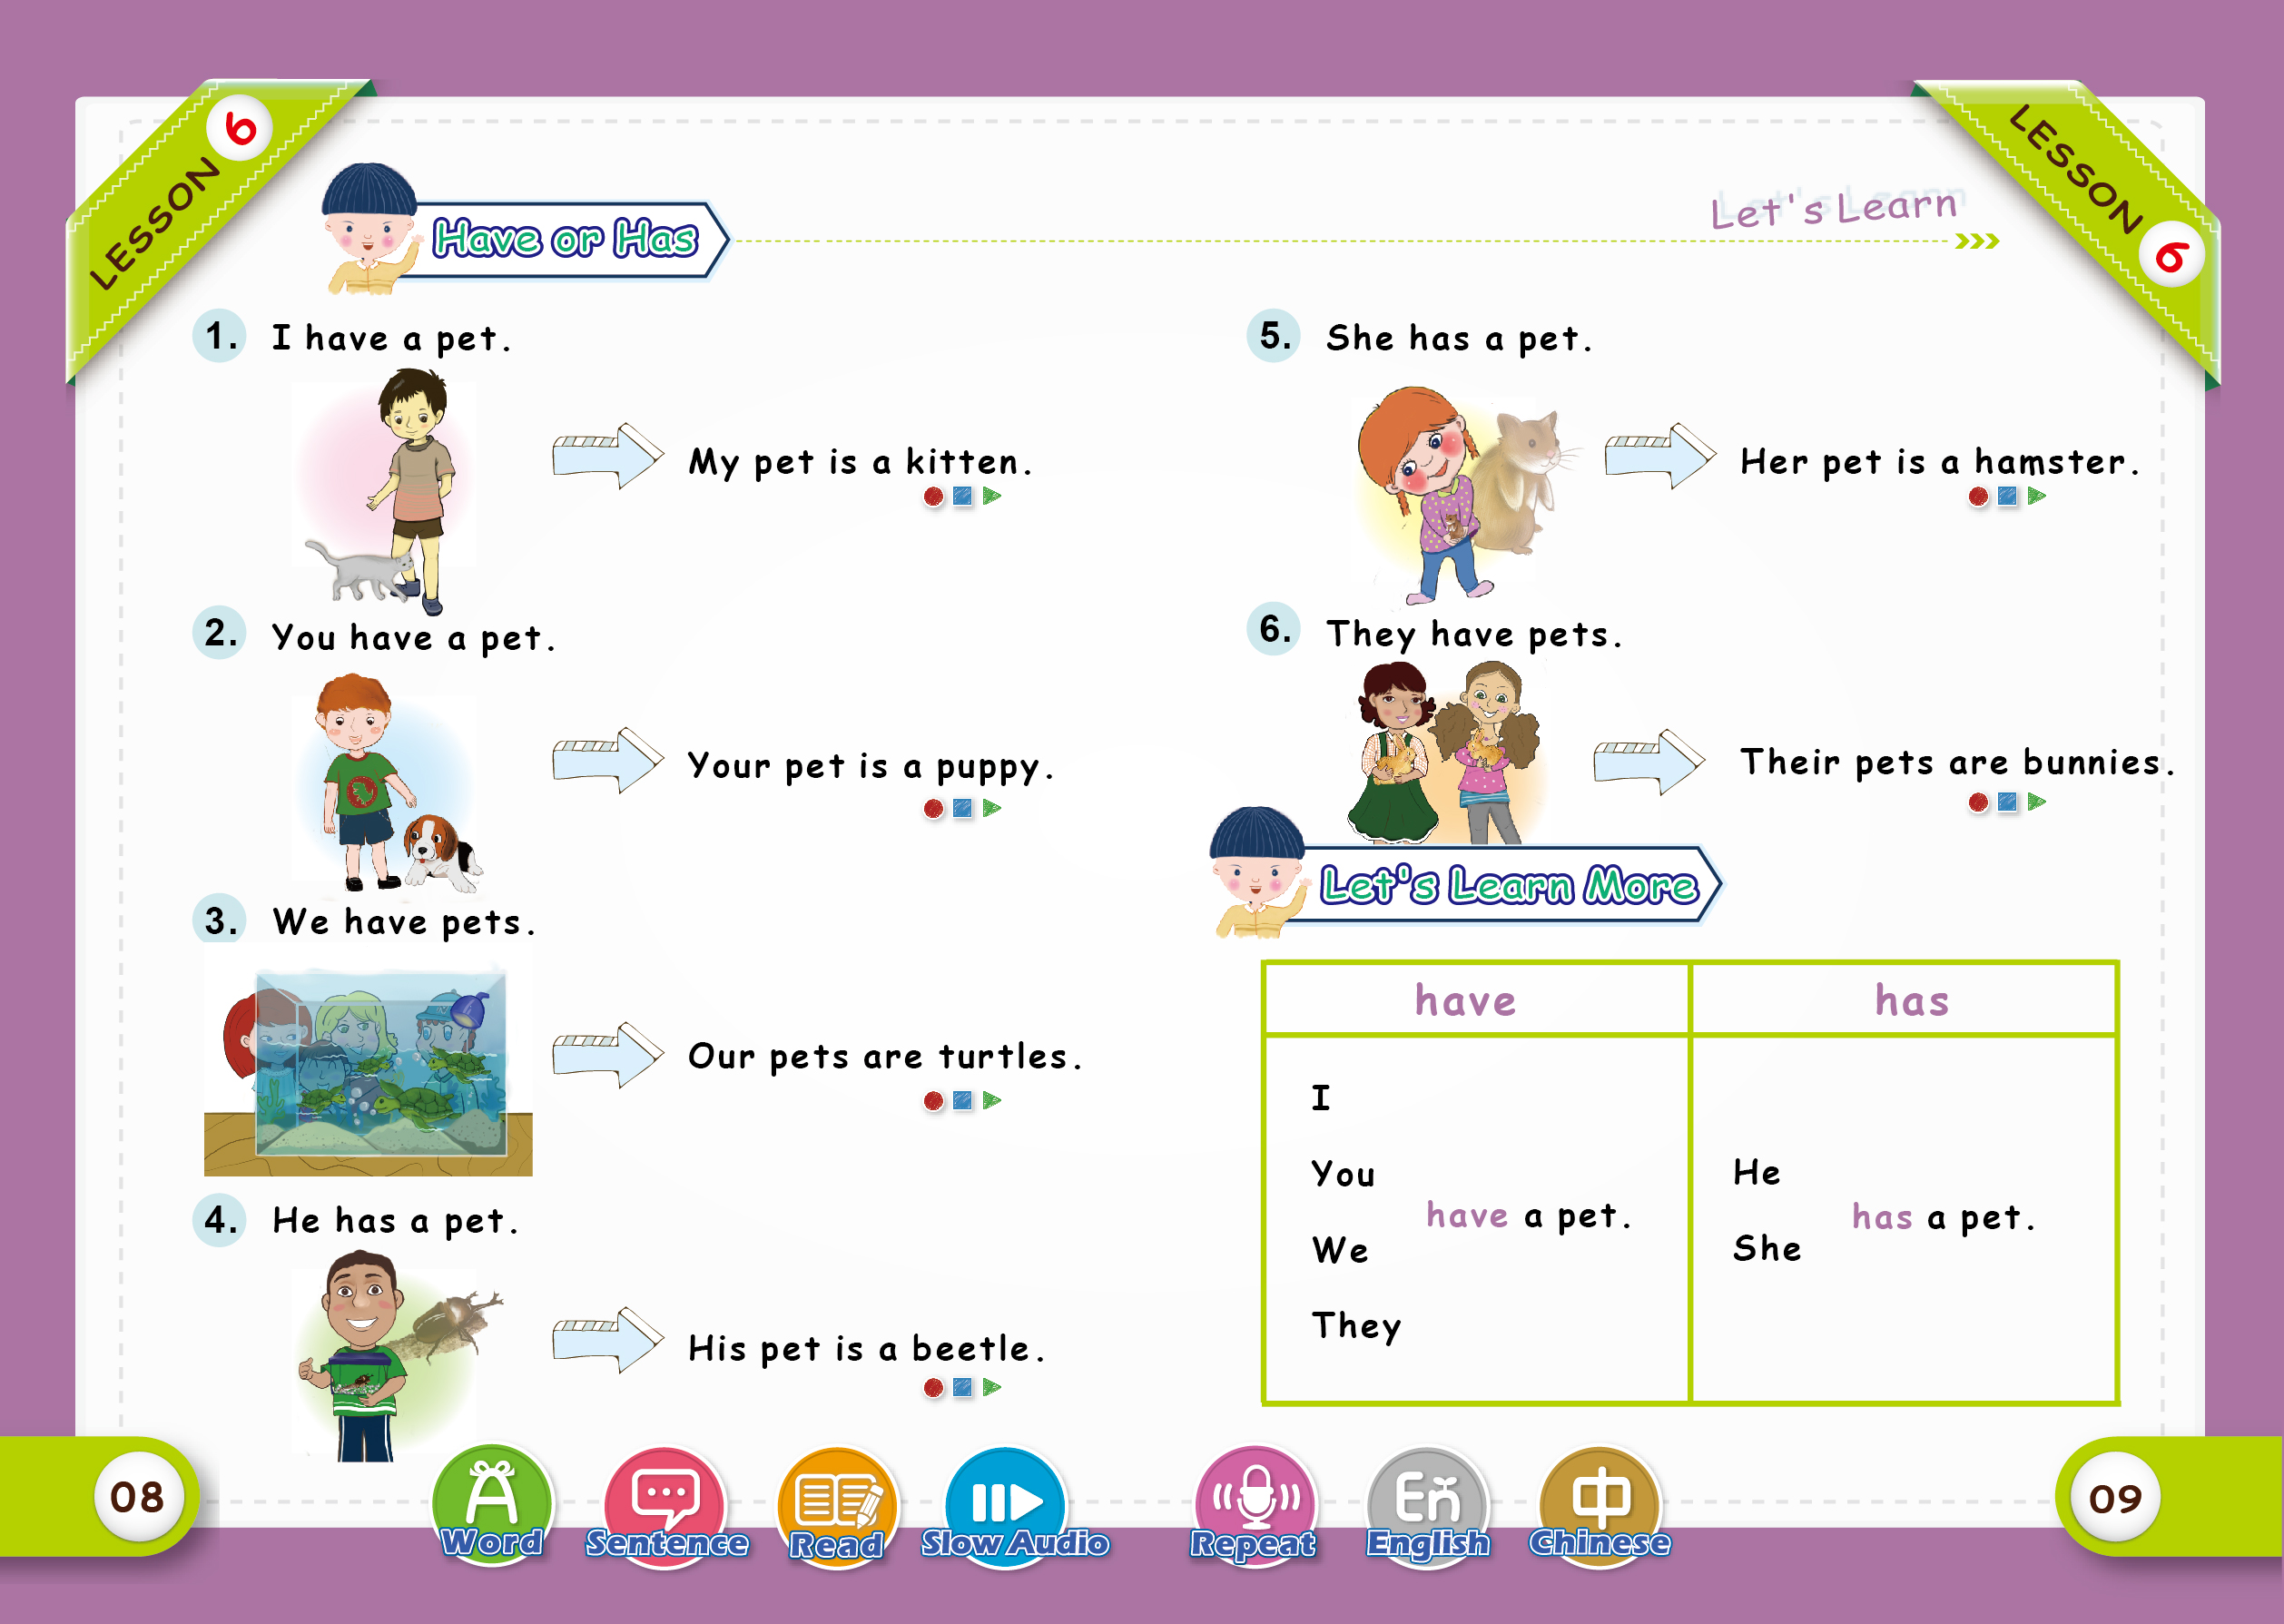 LESSON 6
Have or Has
1. I have a pet.
My pet is a kitten.
2. You have a pet.
Your pet is a puppy.
3. We have pets.
Our pets are turtles.
4. He has a pet.
His pet is a beetle.
08
Let's Learn
LESSON 6
5. She has a pet.
Her pet is a hamster.
6. They have pets.
Their pets are bunnies.
Let's Learn More
have has
I
You
We
They
have a pet.
He
She
has a pet.
A Word
Sentence
Read
Slow Audio
Repeat
En English
中 Chinese
09